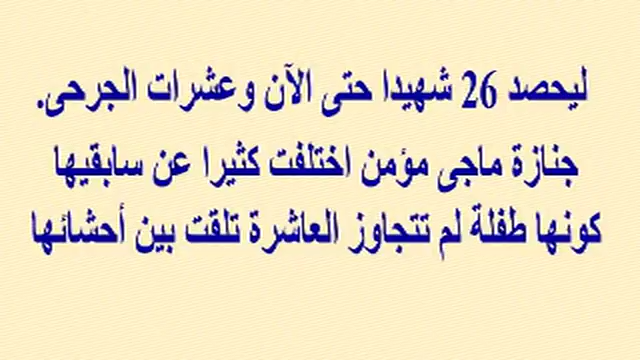 ليحصد 26 شهيدا حتى الآن وعشرات الجرحى.
جنازة ماجى مؤمن اختلفت كثيرا عن سابقيها
كونها طفلة لم تتجاوز العاشرة تلقت بين أحشائها